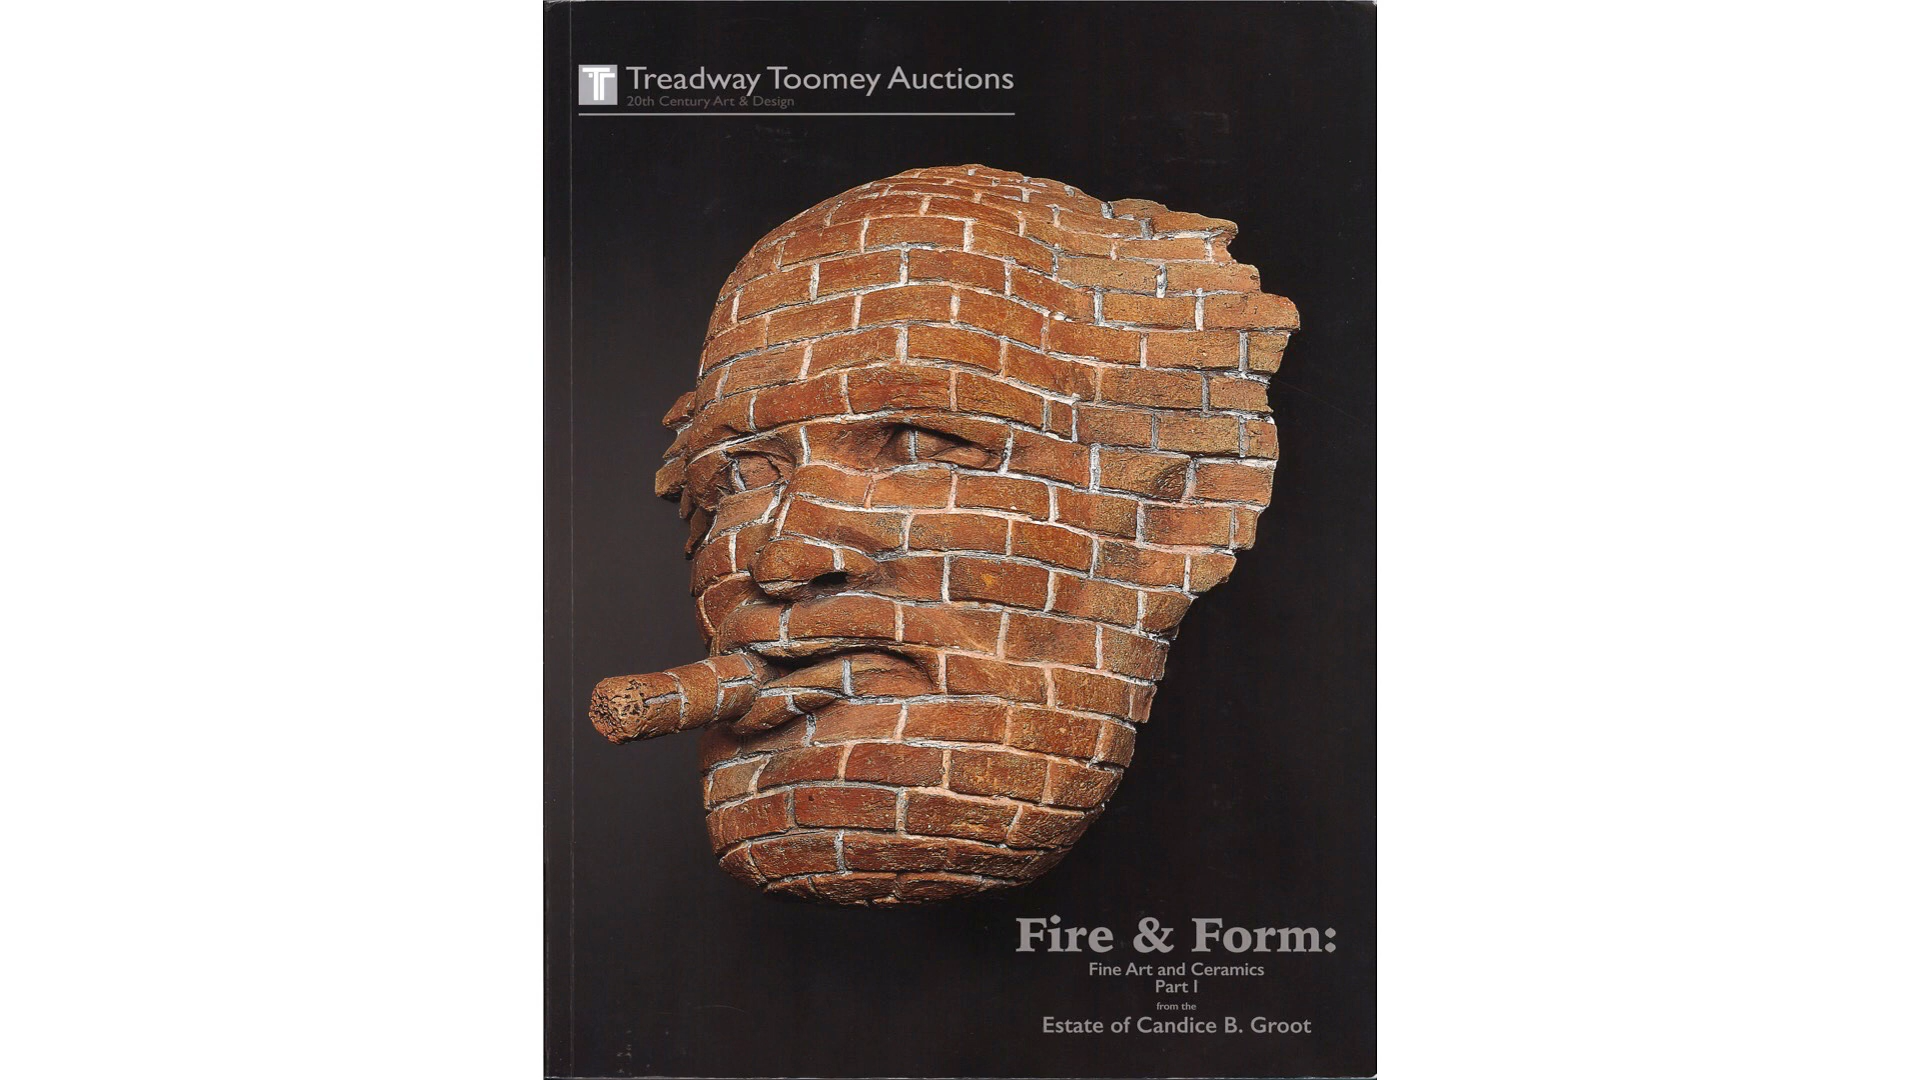 Treadway Toomey Auctions
20th Century Art & Design
Fire & Form:
Fine Art and Ceramics
Part I
from the
Estate of Candice B. Groot